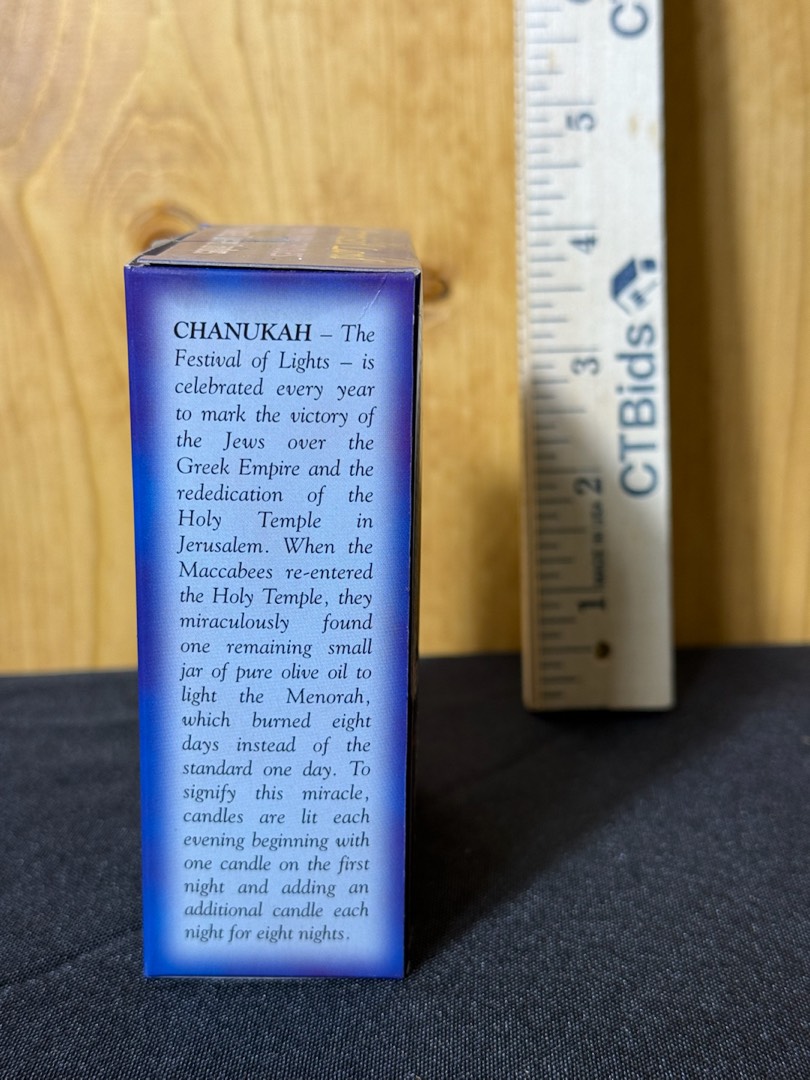 CHANUKAH – The
Festival of Lights – is
celebrated every year
to mark the victory of
the Jews over the
Greek Empire and the
rededication of the
Holy Temple in
Jerusalem. When the
Maccabees re-entered
the Holy Temple, they
miraculously found
one remaining small
jar of pure olive oil to
light the Menorah,
which burned eight
days instead of the
standard one day. To
signify this miracle,
candles are lit each
evening beginning with
one candle on the first
night and adding an
additional candle each
night for eight nights.
CTBids
1 2 3 4 5
MADE IN USA